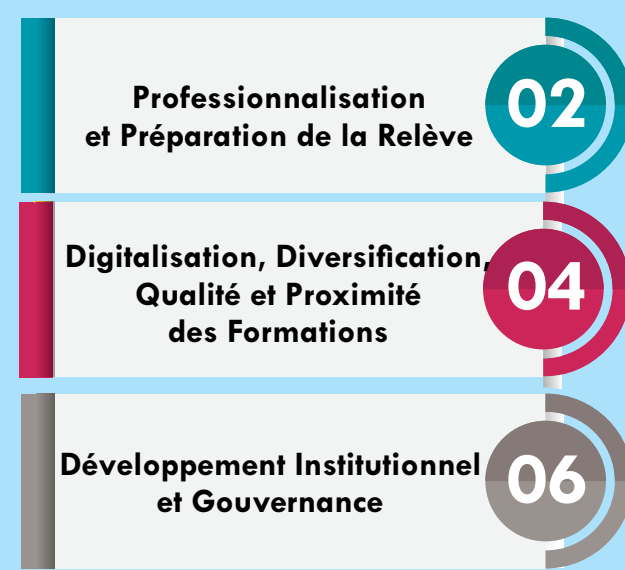 Professionnalisation
et Préparation de la Relève
02
Digitalisation, Diversification,
Qualité et Proximité
des Formations
04
Développement Institutionnel
et Gouvernance
06